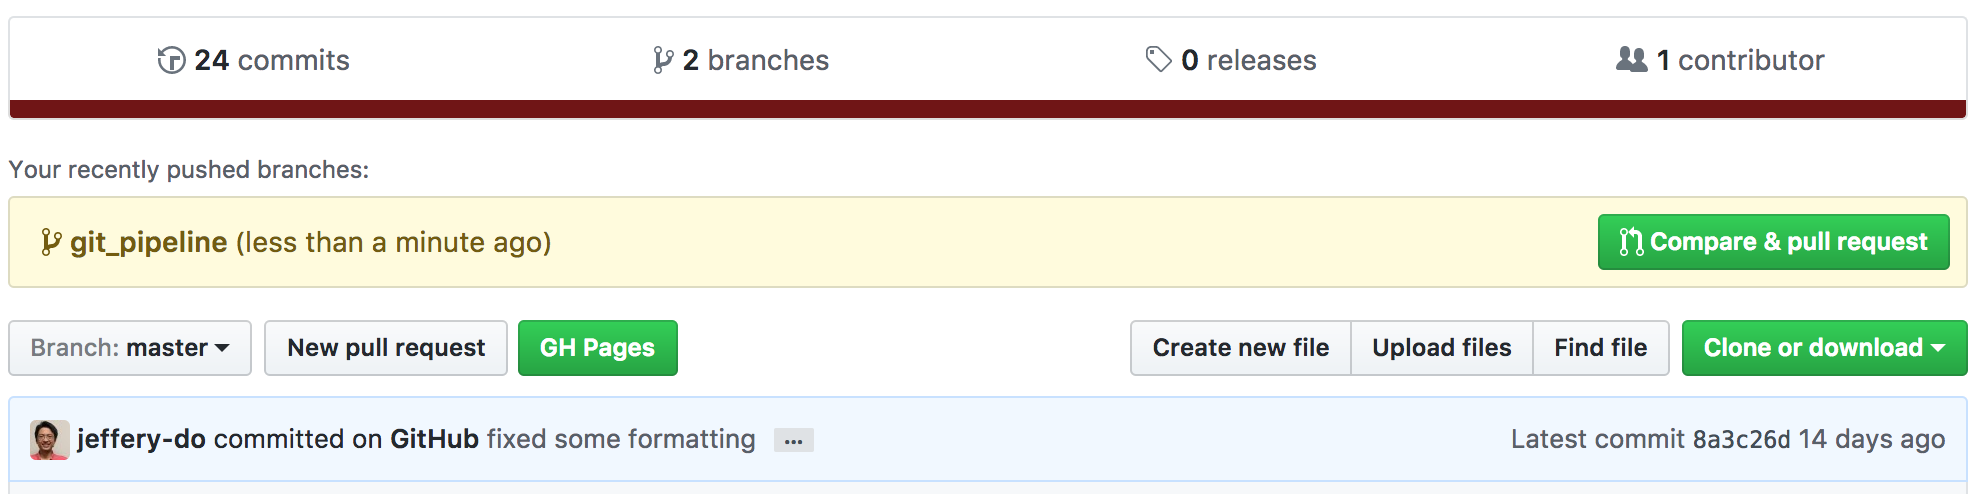 24 commits 2 branches 0 releases 1 contributor
Your recently pushed branches:
git_pipeline (less than a minute ago) Compare & pull request
Branch: master New pull request GH Pages Create new file Upload files Find file Clone or download
jeffery-do committed on GitHub fixed some formatting ... Latest commit 8a3c26d 14 days ago